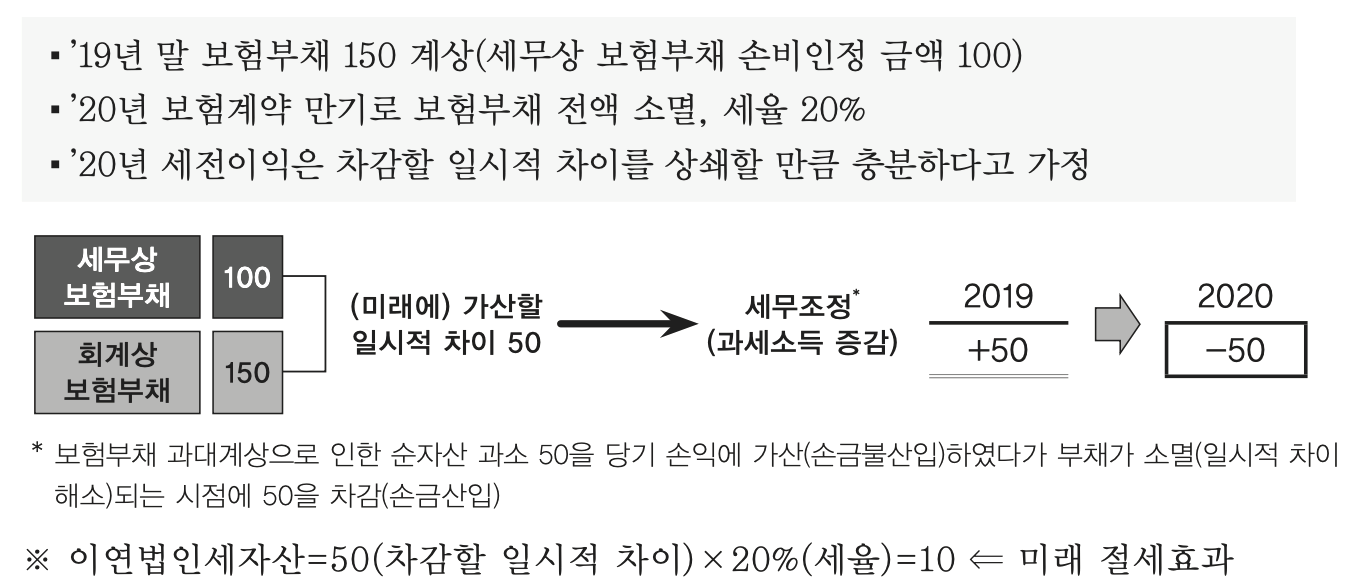 ▪ ’19년 말 보험부채 150 계상(세무상 보험부채 손비인정 금액 100)
▪ ’20년 보험계약 만기로 보험부채 전액 소멸, 세율 20%
▪ ’20년 세전이익은 차감할 일시적 차이를 상쇄할 만큼 충분하다고 가정
세무상
보험부채
100
회계상
보험부채
150
(미래에) 가산할
일시적 차이 50
세무조정*
(과세소득 증감)
2019
+50
2020
−50
* 보험부채 과대계상으로 인한 순자산 과소 50을 당기 손익에 가산(손금불산입)하였다가 부채가 소멸(일시적 차이
해소)되는 시점에 50을 차감(손금산입)
※ 이연법인세자산=50(차감할 일시적 차이)×20%(세율)=10 ⇐ 미래 절세효과